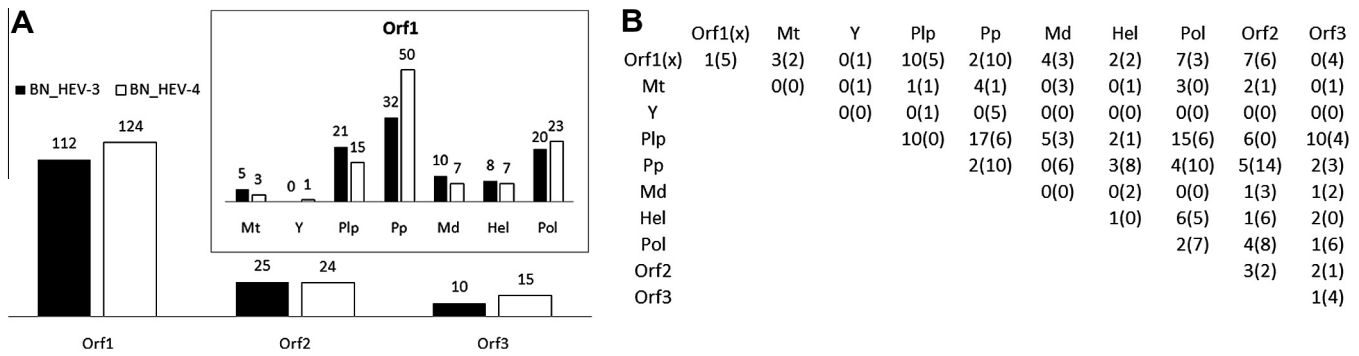 A
BN_HEV-3 BN_HEV-4
112 124
25 24
10 15
Orf1 Orf2 Orf3
Orf1
5 3 0 1 21 15 32 50 10 7 8 7 20 23
Mt Y Plp Pp Md Hel Pol
B
Orf1(x) Mt Y Plp Pp Md Hel Pol Orf2 Orf3
Orf1(x) 1(5) 3(2) 0(1) 10(5) 2(10) 4(3) 2(2) 7(3) 7(6) 0(4)
Mt 0(0) 0(1) 1(1) 4(1) 0(3) 0(1) 3(0) 2(1) 0(1)
Y 0(0) 0(1) 0(5) 0(0) 0(0) 0(0) 0(0) 0(0)
Plp 10(0) 17(6) 5(3) 2(1) 15(6) 6(0) 10(4)
Pp 2(10) 0(6) 3(8) 4(10) 5(14) 2(3)
Md 0(0) 0(2) 0(0) 1(3) 1(2)
Hel 1(0) 6(5) 1(6) 2(0)
Pol 2(7) 4(8) 1(6)
Orf2 3(2) 2(1)
Orf3 1(4)